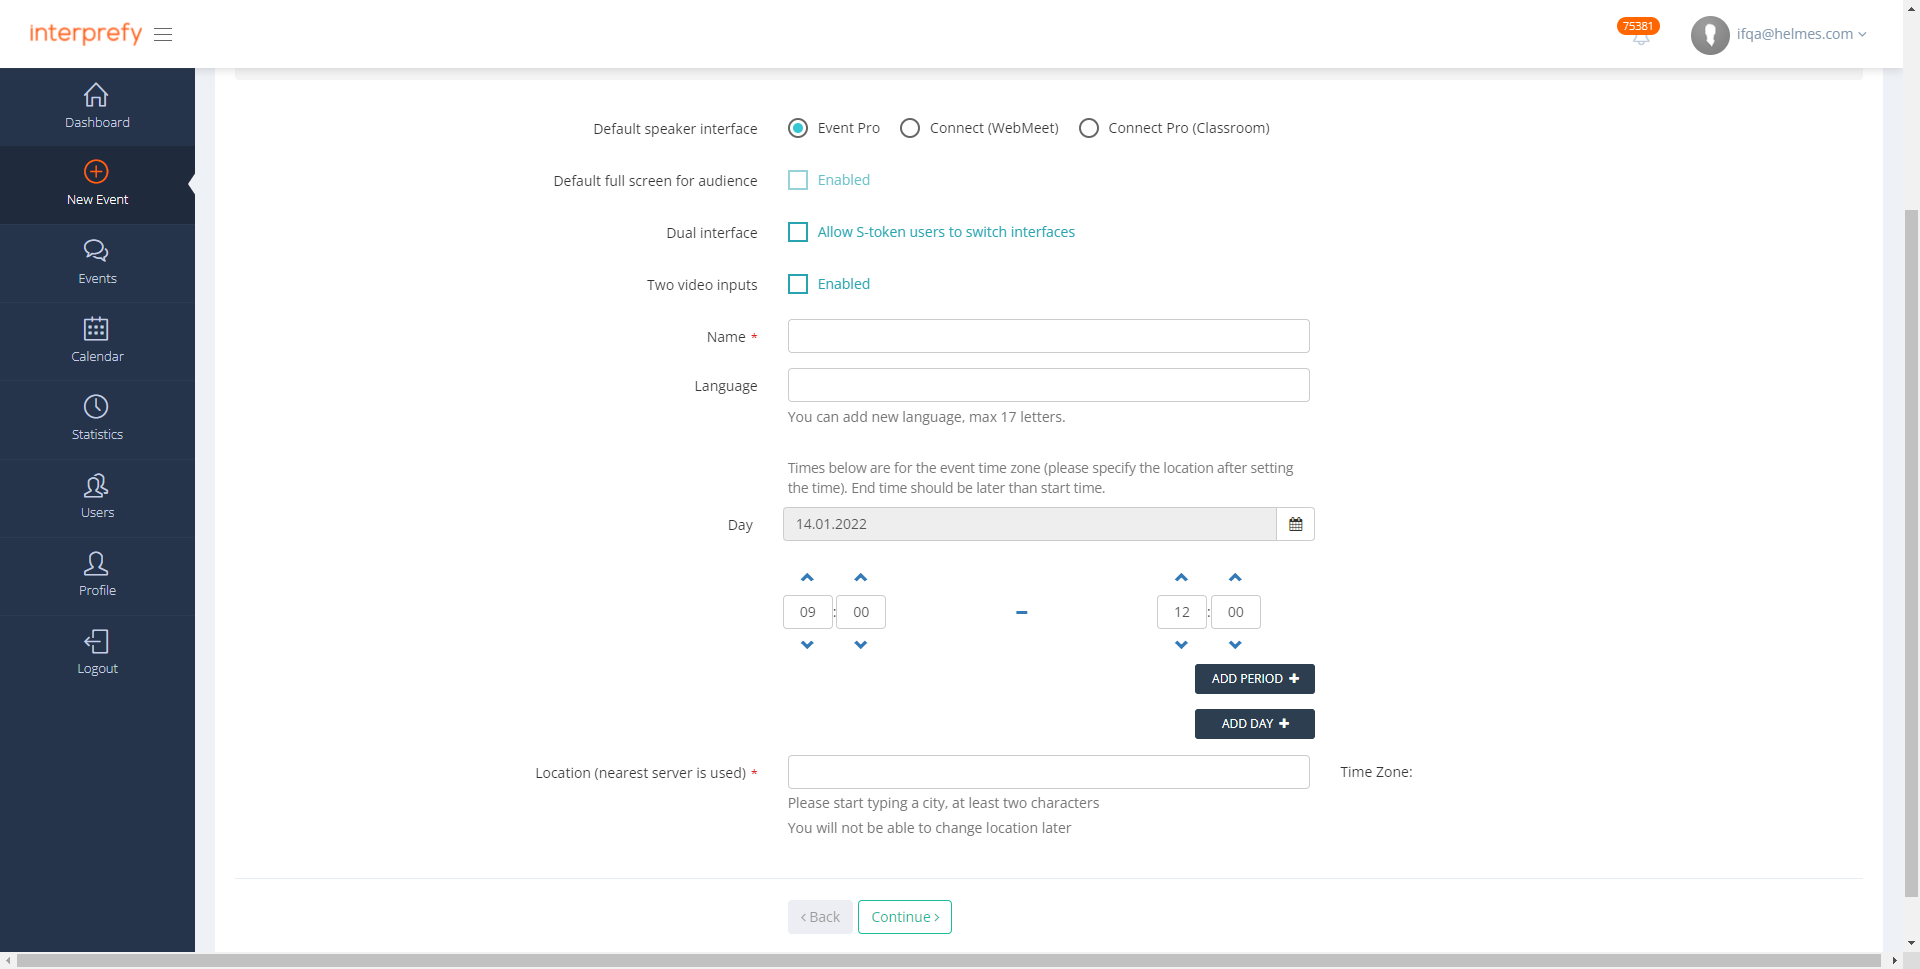 interprefy
75381
ifqa@helmes.com
Dashboard
New Event
Events
Calendar
Statistics
Users
Profile
Logout
Default speaker interface Event Pro Connect (WebMeet) Connect Pro (Classroom)
Default full screen for audience Enabled
Dual interface Allow S-token users to switch interfaces
Two video inputs Enabled
Name *
Language
You can add new language, max 17 letters.
Times below are for the event time zone (please specify the location after setting
the time). End time should be later than start time.
Day 14.01.2022
09 : 00 – 12 : 00
ADD PERIOD +
ADD DAY +
Location (nearest server is used) * Time Zone:
Please start typing a city, at least two characters
You will not be able to change location later
‹ Back Continue ›